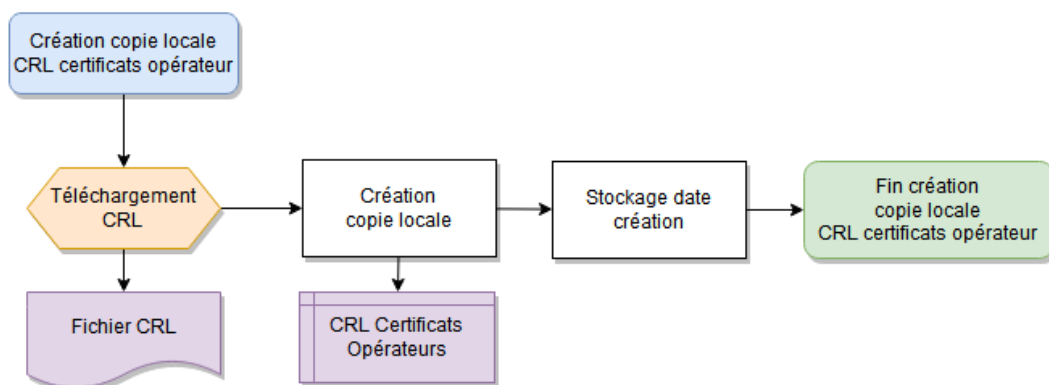 Création copie locale
CRL certificats opérateur
Téléchargement
CRL
Création
copie locale
Stockage date
création
Fin création
copie locale
CRL certificats opérateur
Fichier CRL
CRL Certificats
Opérateurs